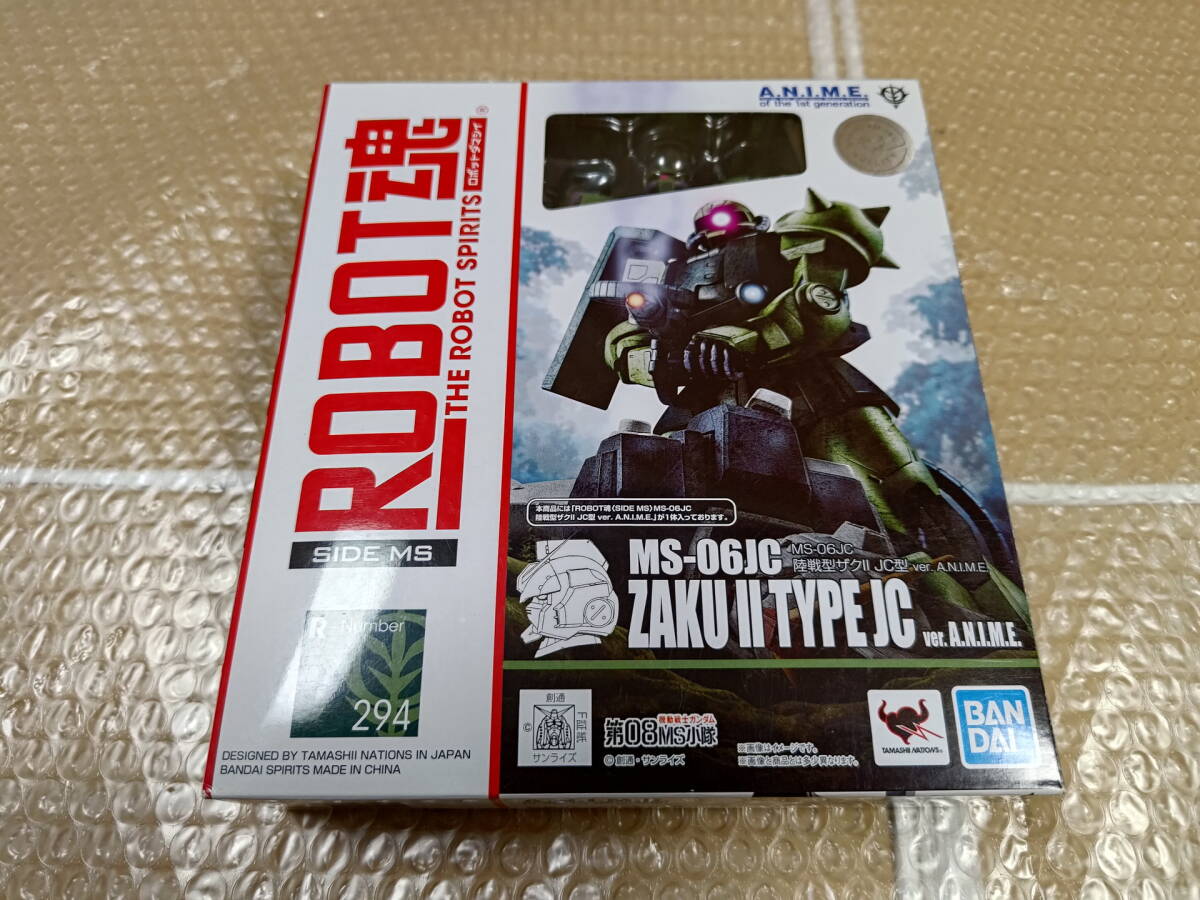 ROBOT魂
®
ロボットダマシイ
THE ROBOT SPIRITS
SIDE MS
R-Number
294
DESIGNED BY TAMASHII NATIONS IN JAPAN
BANDAI SPIRITS MADE IN CHINA
A.N.I.M.E.
of the 1st generation
本商品には「ROBOT魂〈SIDE MS〉MS-06JC
陸戦型ザクII JC型 ver. A.N.I.M.E.」が1体入っております。
MS-06JC
MS-06JC
陸戦型ザクII JC型 ver. A.N.I.M.E.
ZAKU II TYPE JC ver. A.N.I.M.E.
©
創通
サンライズ
F証紙
機動戦士ガンダム
第08MS小隊
©創通・サンライズ
※画像はイメージです。
※画像と商品とは多少異なります。
TAMASHII NATIONS
BAN
DAI